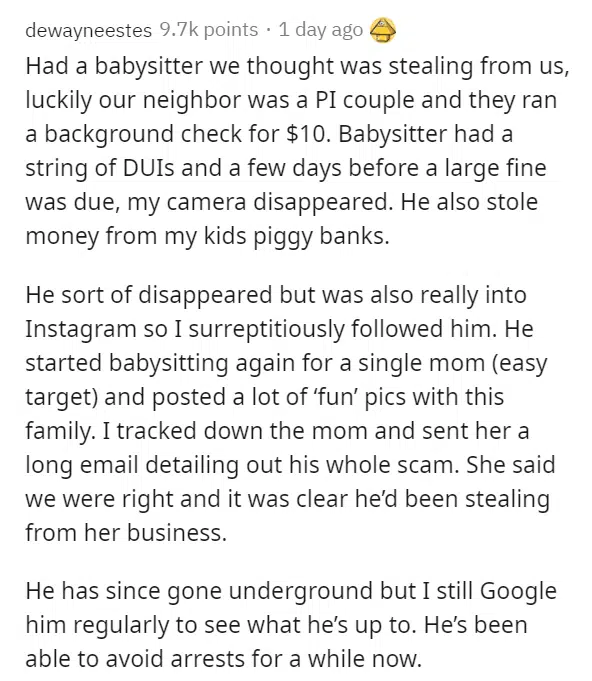 dewayneestes 9.7k points · 1 day ago
Had a babysitter we thought was stealing from us,
luckily our neighbor was a PI couple and they ran
a background check for $10. Babysitter had a
string of DUIs and a few days before a large fine
was due, my camera disappeared. He also stole
money from my kids piggy banks.
He sort of disappeared but was also really into
Instagram so I surreptitiously followed him. He
started babysitting again for a single mom (easy
target) and posted a lot of ‘fun’ pics with this
family. I tracked down the mom and sent her a
long email detailing out his whole scam. She said
we were right and it was clear he’d been stealing
from her business.
He has since gone underground but I still Google
him regularly to see what he’s up to. He’s been
able to avoid arrests for a while now.